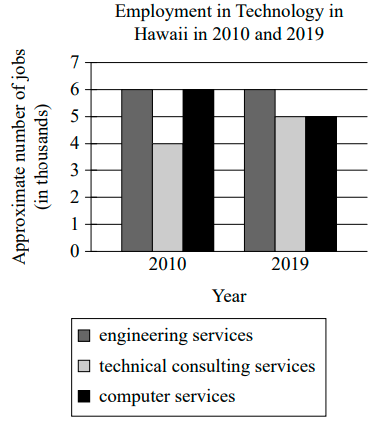 Employment in Technology in
Hawaii in 2010 and 2019
Approximate number of jobs
(in thousands)
7
6
5
4
3
2
1
0
2010 2019
Year
engineering services
technical consulting services
computer services